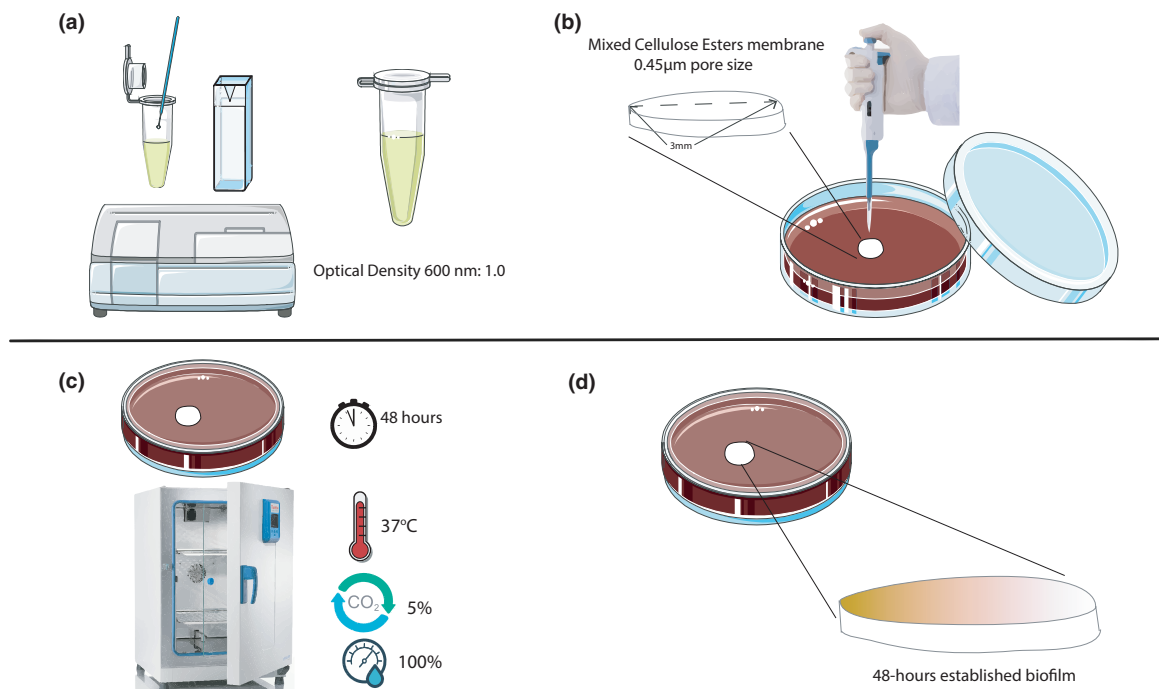 (a)
Optical Density 600 nm: 1.0
(b)
Mixed Cellulose Esters membrane
0.45µm pore size
3mm
(c)
48 hours
37°C
CO2
5%
100%
(d)
48-hours established biofilm